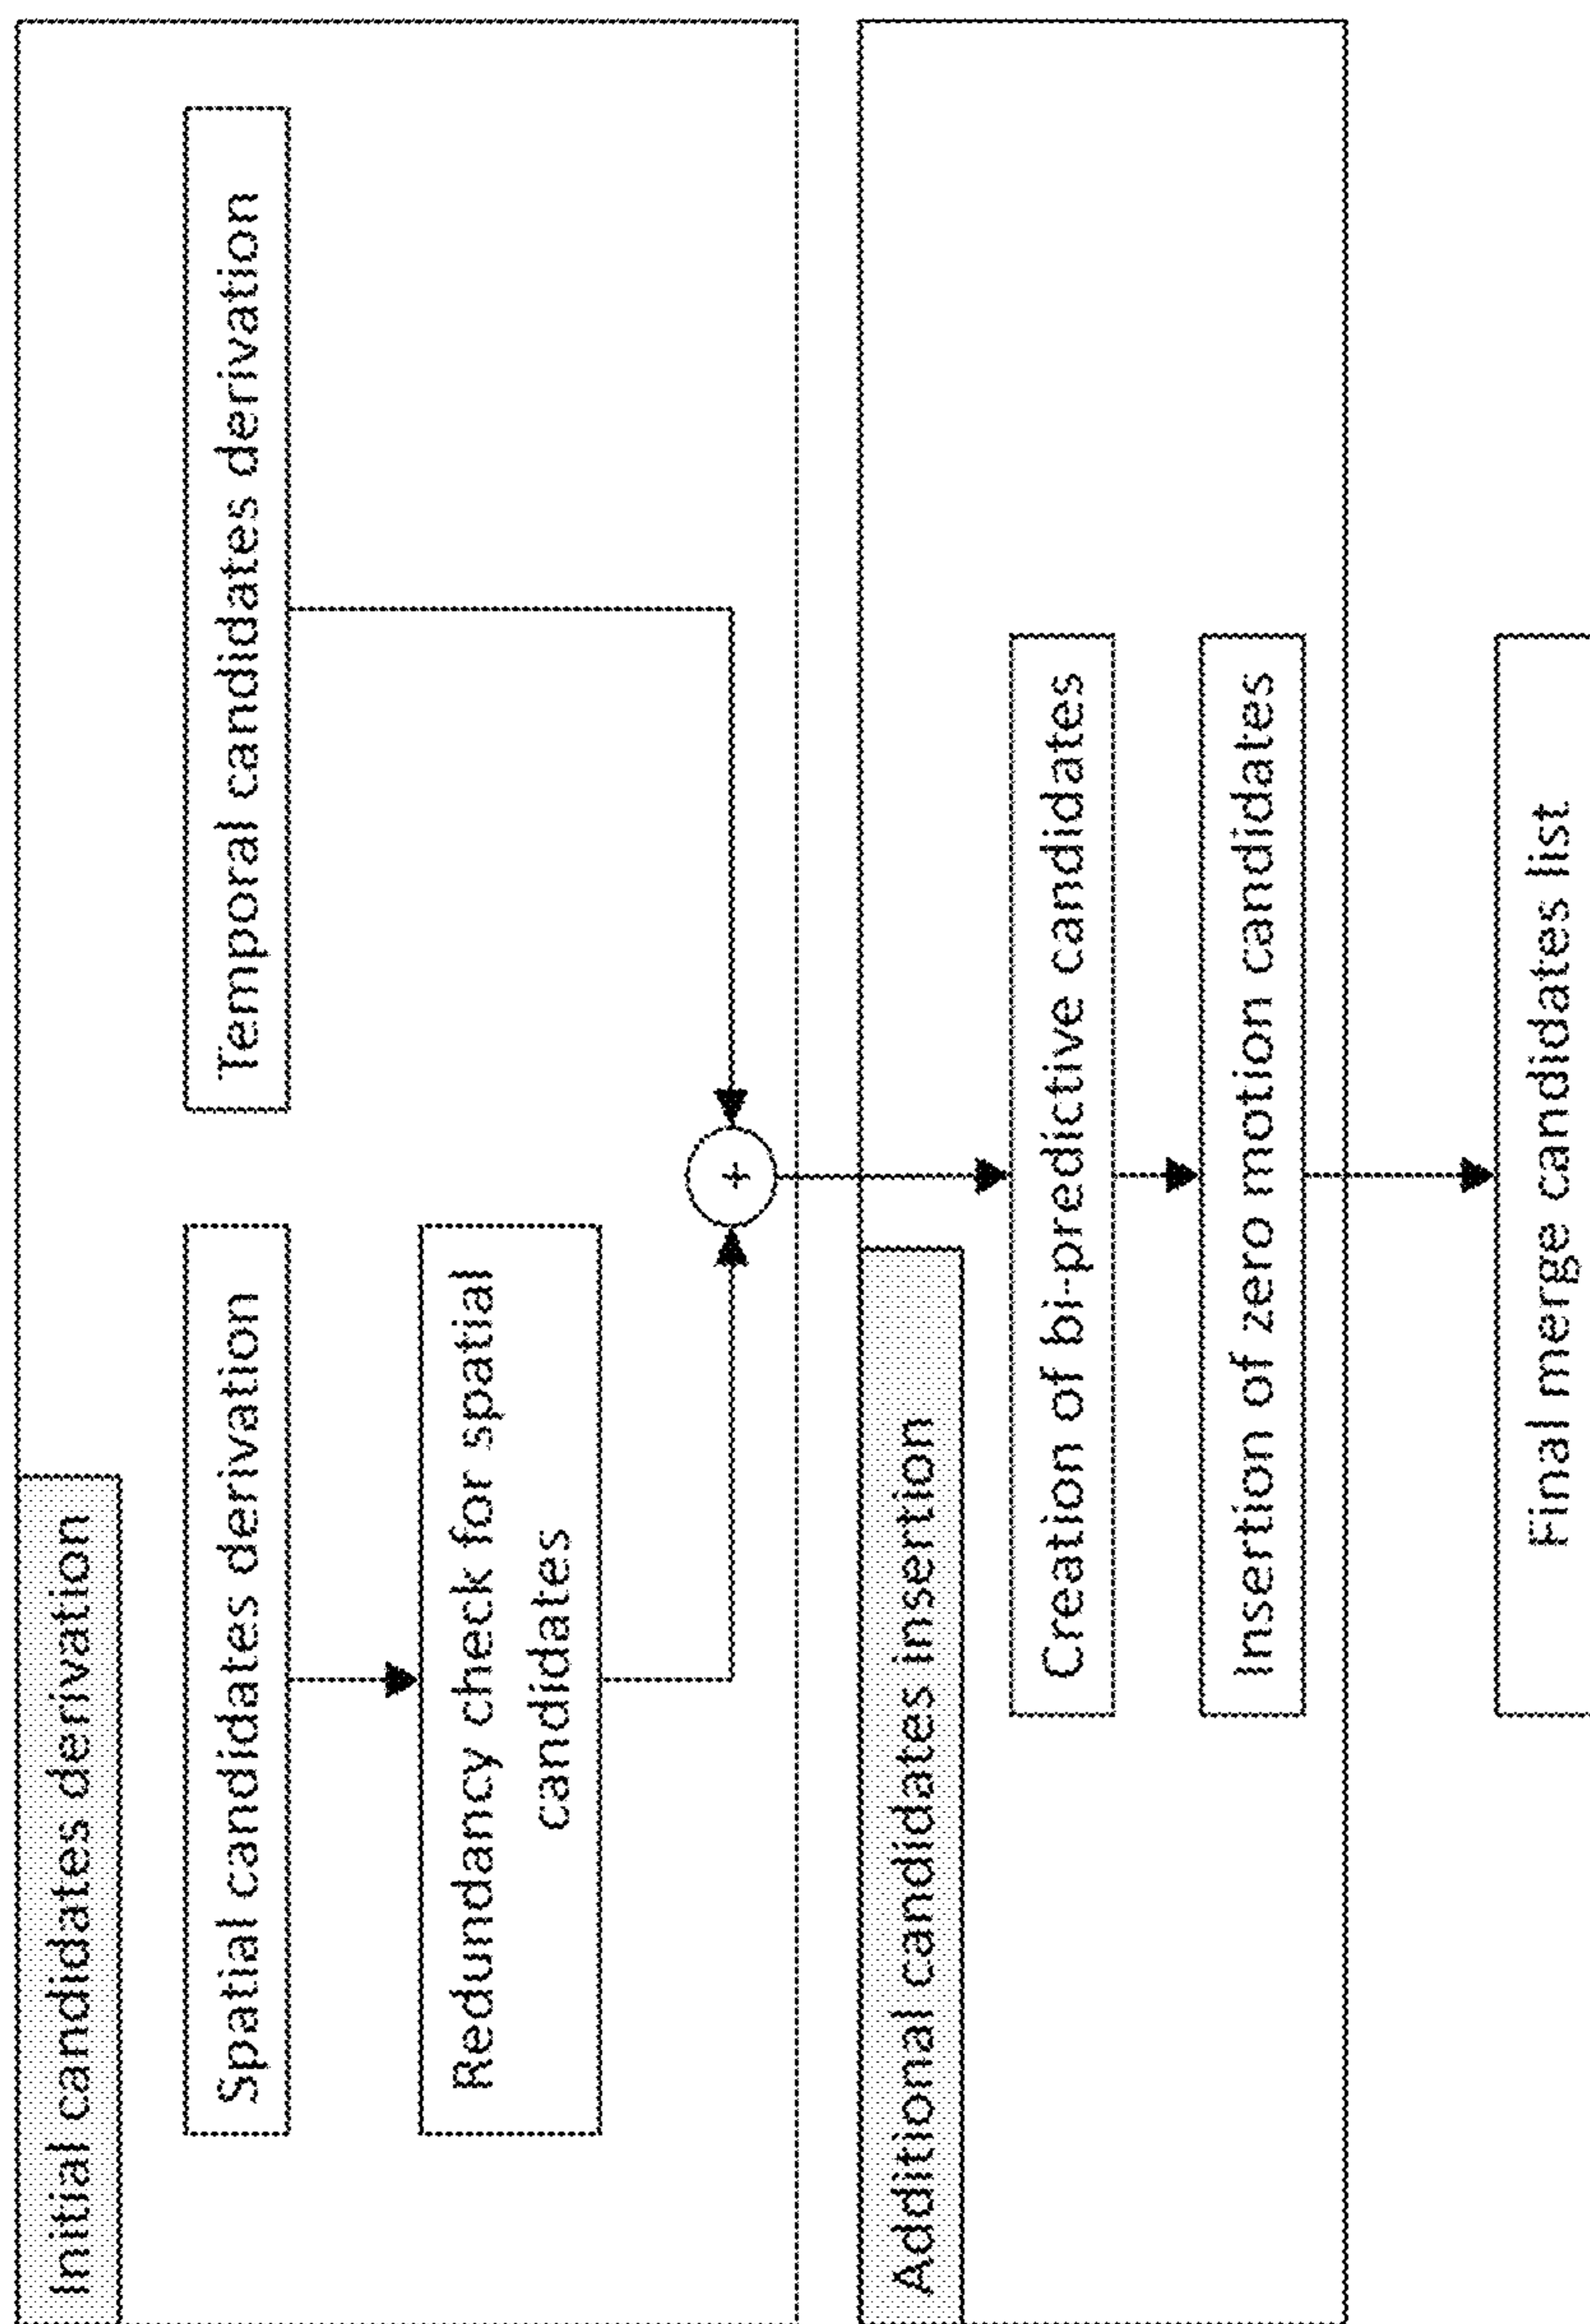 Initial candidates derivation
Spatial candidates derivation
Temporal candidates derivation
Redundancy check for spatial
candidates
+
Additional candidates insertion
Creation of bi-predictive candidates
Insertion of zero motion candidates
Final merge candidates list